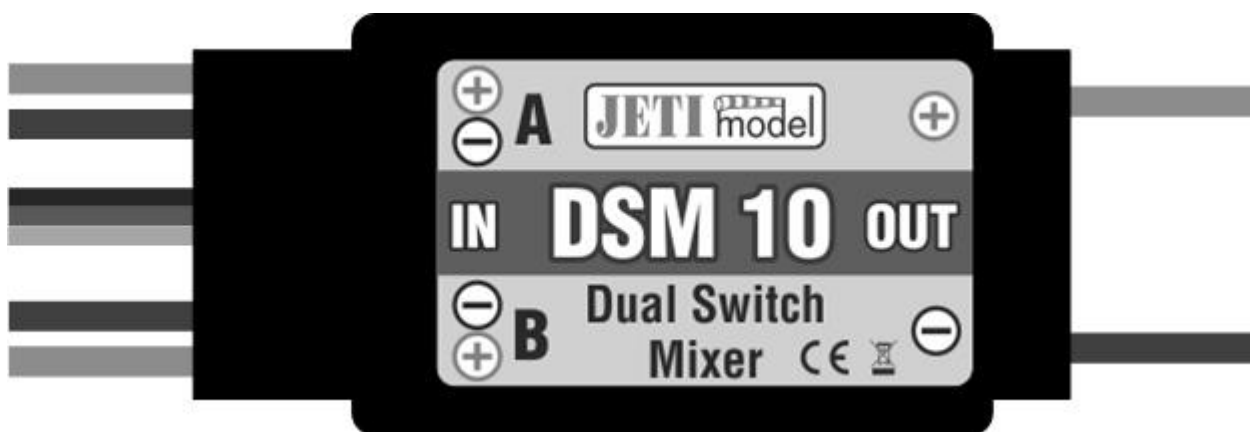 A JETI model
IN DSM 10 OUT
B Dual Switch
Mixer CE